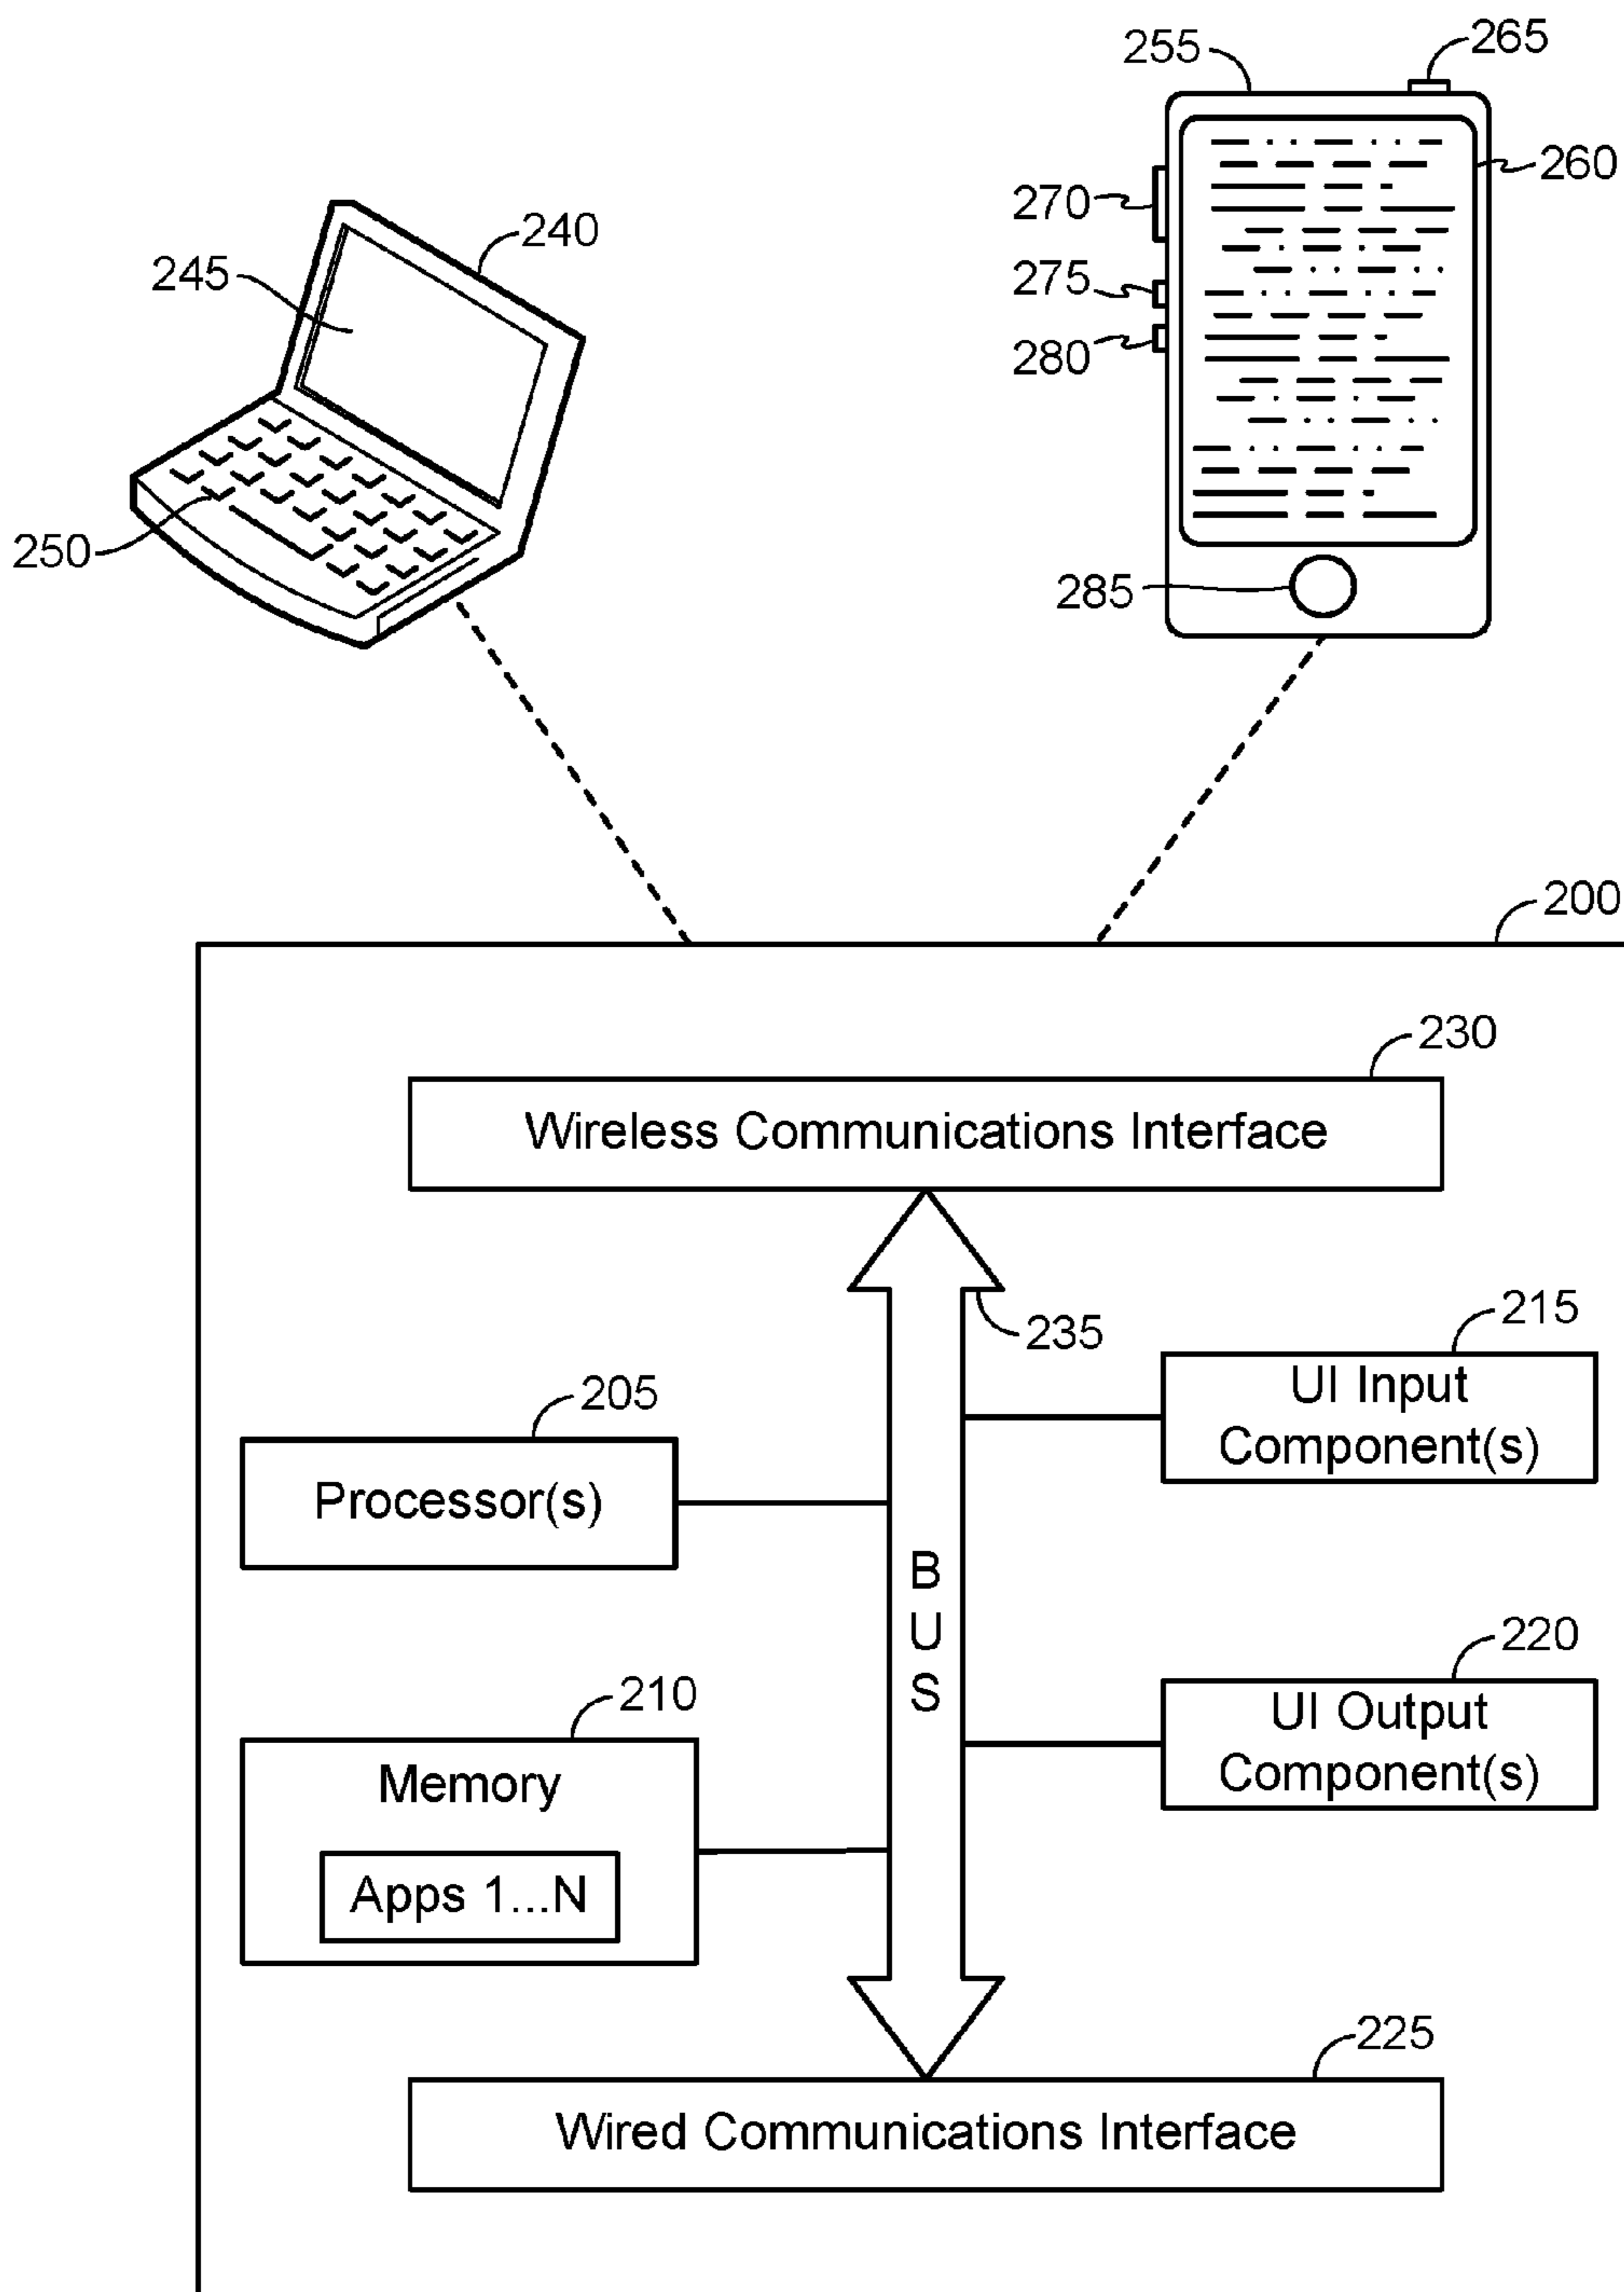 255
265
260
270
240
245
275
280
250
285
200
230
Wireless Communications Interface
235
215
UI Input
Component(s)
205
Processor(s)
B
U
S
220
UI Output
Component(s)
210
Memory
Apps 1...N
225
Wired Communications Interface